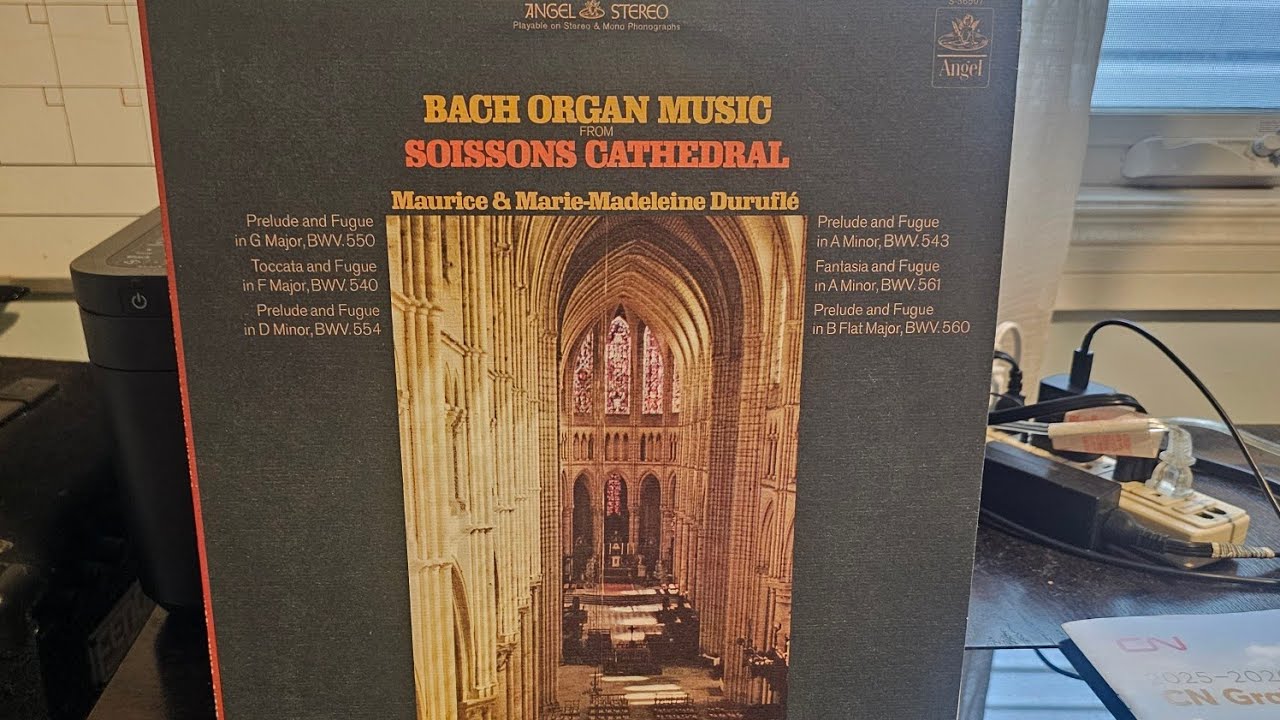 ANGEL STEREO
Playable on Stereo & Mono Phonographs
Angel
BACH ORGAN MUSIC
FROM
SOISSONS CATHEDRAL
Maurice & Marie-Madeleine Duruflé
Prelude and Fugue
in G Major, BWV. 550
Toccata and Fugue
in F Major, BWV. 540
Prelude and Fugue
in D Minor, BWV. 554
Prelude and Fugue
in A Minor, BWV. 543
Fantasia and Fugue
in A Minor, BWV. 561
Prelude and Fugue
in B Flat Major, BWV. 560
CN
CN